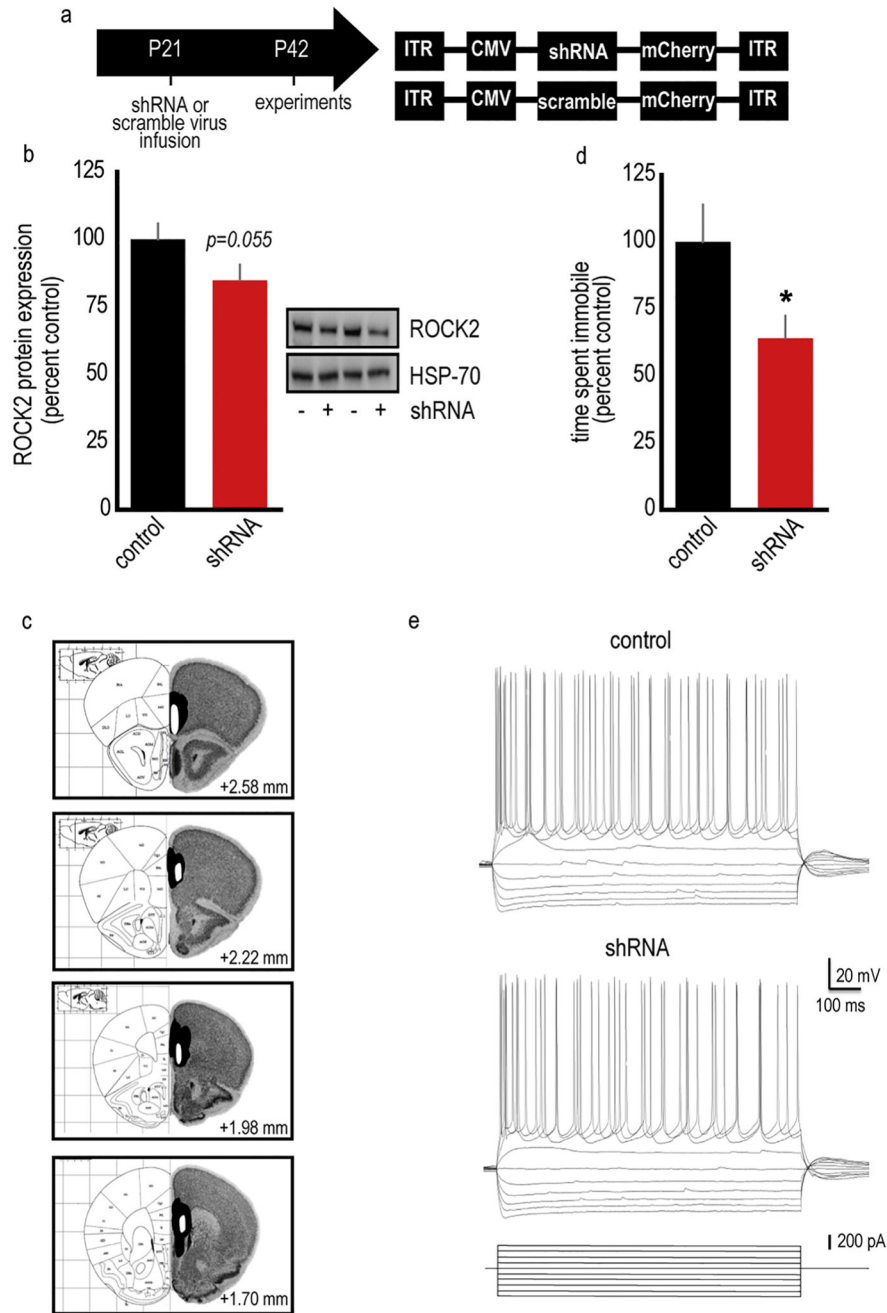 a
P21
P42
shRNA or
scramble virus
infusion
experiments
ITR CMV shRNA mCherry ITR
ITR CMV scramble mCherry ITR
b
ROCK2 protein expression
(percent control)
125
100
75
50
25
0
p=0.055
control
shRNA
ROCK2
HSP-70
- + - + shRNA
d
time spent immobile
(percent control)
125
100
75
50
25
0
*
control
shRNA
c
+2.58 mm
+2.22 mm
+1.98 mm
+1.70 mm
e
control
shRNA
20 mV
100 ms
200 pA